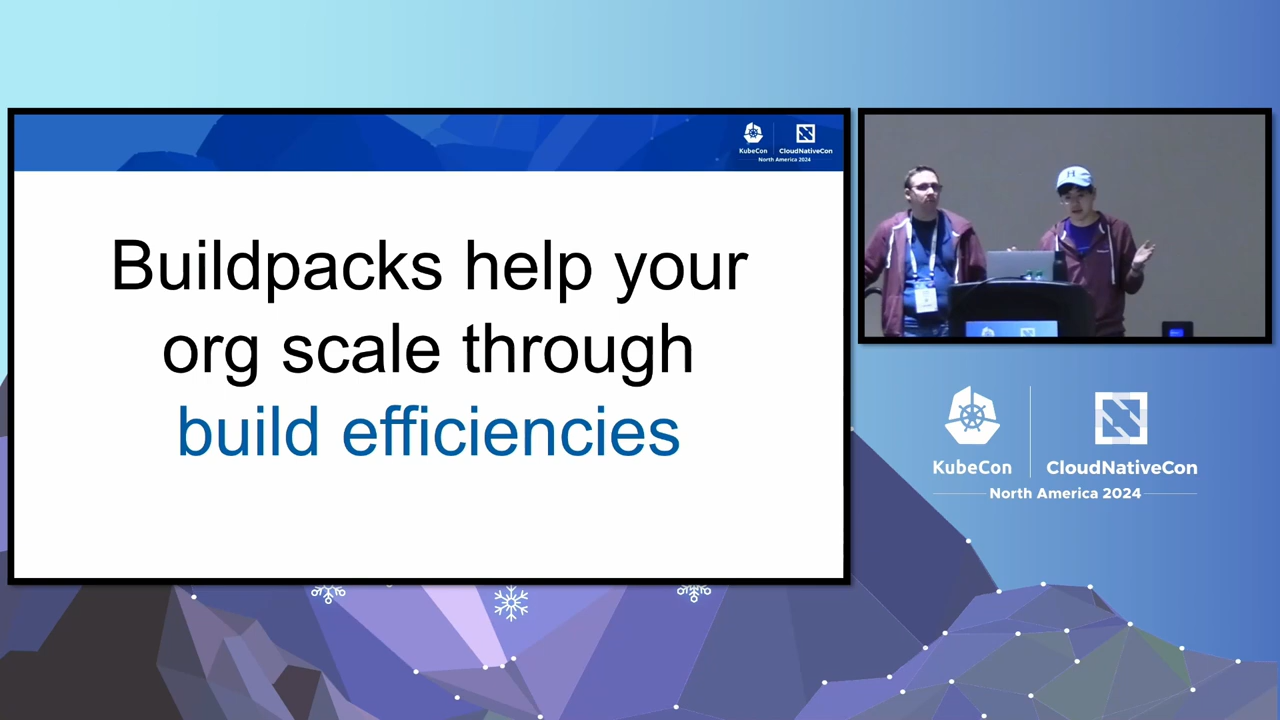 KubeCon
CloudNativeCon
North America 2024
Buildpacks help your
org scale through
build efficiencies
H
KubeCon
CloudNativeCon
North America 2024